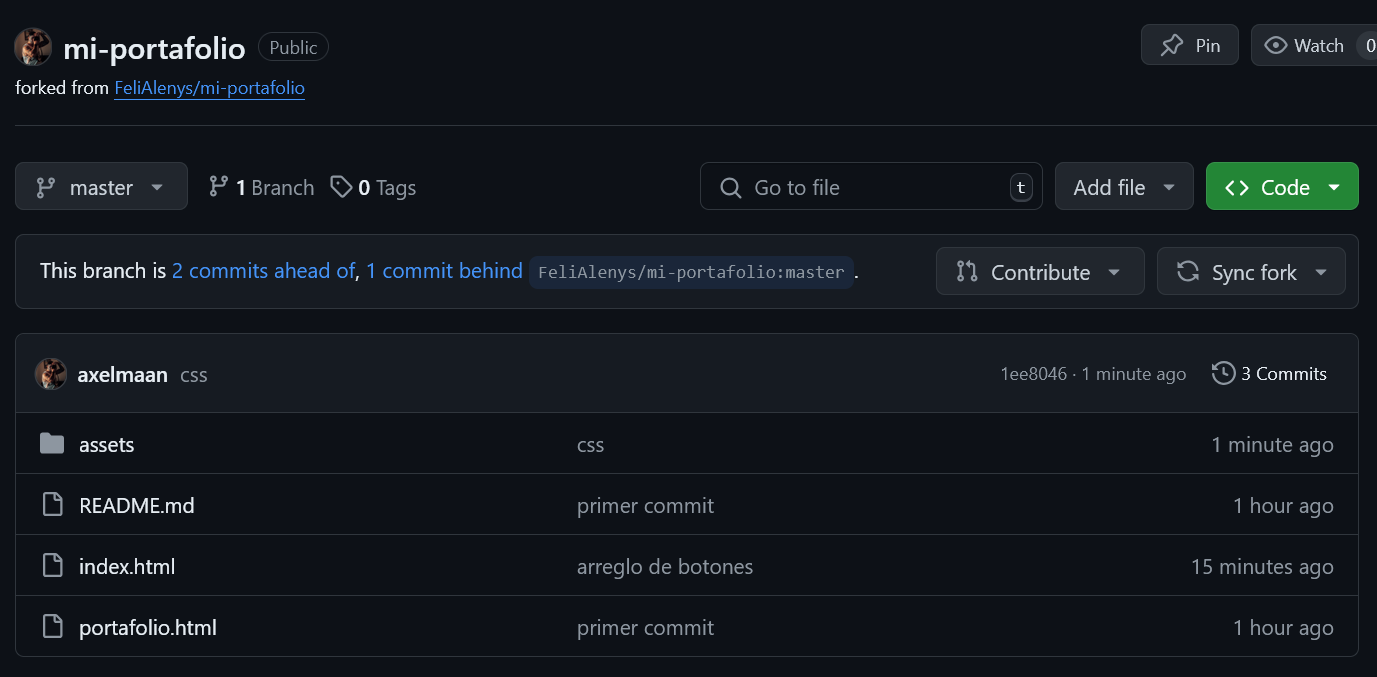 mi-portafolio Public Pin Watch 0
forked from FeliAlenys/mi-portafolio
master 1 Branch 0 Tags Go to file t Add file Code
This branch is 2 commits ahead of, 1 commit behind FeliAlenys/mi-portafolio:master . Contribute Sync fork
axelmaan css 1ee8046 · 1 minute ago 3 Commits
assets css 1 minute ago
README.md primer commit 1 hour ago
index.html arreglo de botones 15 minutes ago
portafolio.html primer commit 1 hour ago